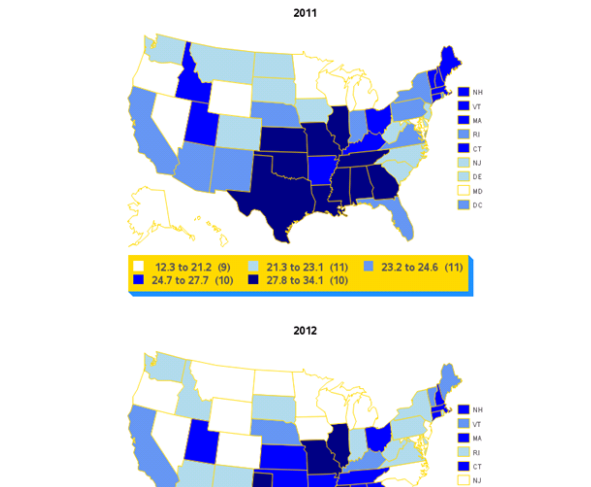 2011
NH
VT
MA
RI
CT
NJ
DE
MD
DC
12.3 to 21.2 (9) 21.3 to 23.1 (11) 23.2 to 24.6 (11)
24.7 to 27.7 (10) 27.8 to 34.1 (10)
2012
NH
VT
MA
RI
CT
NJ